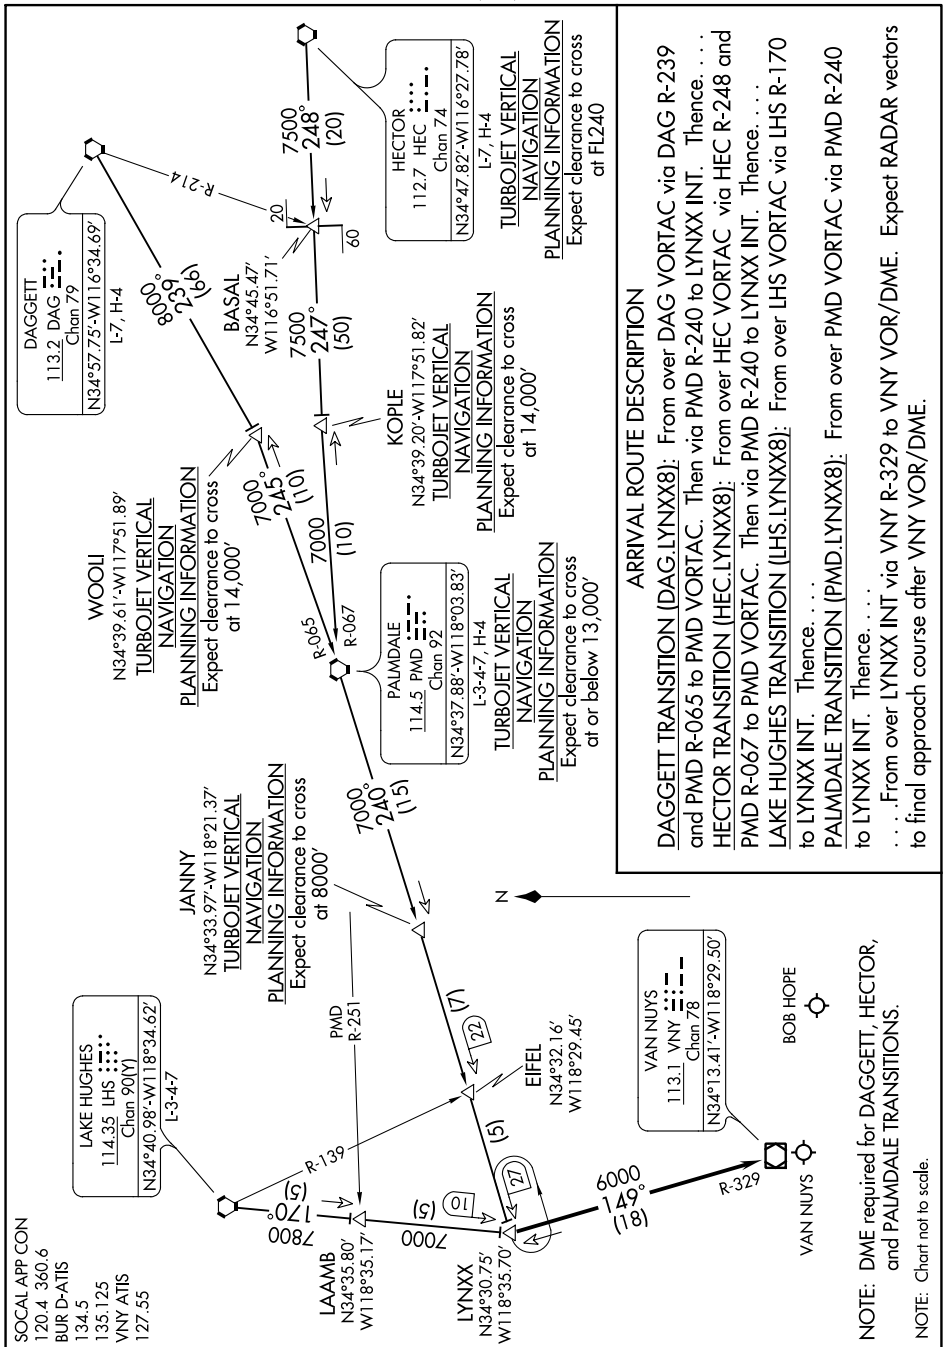 SOCAL APP CON
120.4 360.6
BUR D-ATIS
134.5
135.125
VNY ATIS
127.55
LAKE HUGHES
114.35 LHS
Chan 90(Y)
N34°40.98'-W118°34.62'
L-3-4-7
R-139
(5)
170°
7800
LAAMB
N34°35.80'
W118°35.17'
(5)
7000
10
LYNXX
N34°30.75'
W118°35.70'
27
(5)
EIFEL
N34°32.16'
W118°29.45'
22
(7)
PMD
R-251
JANNY
N34°33.97'-W118°21.37'
TURBOJET VERTICAL
NAVIGATION
PLANNING INFORMATION
Expect clearance to cross
at 8000'
7000
240°
(15)
6000
149°
(18)
R-329
VAN NUYS
113.1 VNY
Chan 78
N34°13.41'-W118°29.50'
VAN NUYS
BOB HOPE
N
NOTE: DME required for DAGGETT, HECTOR,
and PALMDALE TRANSITIONS.
NOTE: Chart not to scale.
WOOLI
N34°39.61'-W117°51.89'
TURBOJET VERTICAL
NAVIGATION
PLANNING INFORMATION
Expect clearance to cross
at 14,000'
R-065
R-067
7000
245°
(10)
7000
(10)
PALMDALE
114.5 PMD
Chan 92
N34°37.88'-W118°03.83'
L-3-4-7, H-4
TURBOJET VERTICAL
NAVIGATION
PLANNING INFORMATION
Expect clearance to cross
at or below 13,000'
KOPLE
N34°39.20'-W117°51.82'
TURBOJET VERTICAL
NAVIGATION
PLANNING INFORMATION
Expect clearance to cross
at 14,000'
DAGGETT
113.2 DAG
Chan 79
N34°57.75'-W116°34.69'
L-7, H-4
8000
239°
(66)
R-214
BASAL
N34°45.47'
W116°51.71'
20
60
7500
247°
(50)
7500
248°
(20)
HECTOR
112.7 HEC
Chan 74
N34°47.82'-W116°27.78'
L-7, H-4
TURBOJET VERTICAL
NAVIGATION
PLANNING INFORMATION
Expect clearance to cross
at FL240
ARRIVAL ROUTE DESCRIPTION
DAGGETT TRANSITION (DAG.LYNXX8): From over DAG VORTAC via DAG R-239
and PMD R-065 to PMD VORTAC. Then via PMD R-240 to LYNXX INT. Thence. . . .
HECTOR TRANSITION (HEC.LYNXX8): From over HEC VORTAC via HEC R-248 and
PMD R-067 to PMD VORTAC. Then via PMD R-240 to LYNXX INT. Thence. . . .
LAKE HUGHES TRANSITION (LHS.LYNXX8): From over LHS VORTAC via LHS R-170
to LYNXX INT. Thence. . . .
PALMDALE TRANSITION (PMD.LYNXX8): From over PMD VORTAC via PMD R-240
to LYNXX INT. Thence. . . .
. . . .From over LYNXX INT via VNY R-329 to VNY VOR/DME. Expect RADAR vectors
to final approach course after VNY VOR/DME.